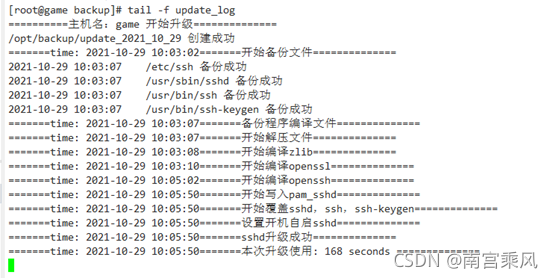 [root@game backup]# tail -f update_log
==========主机名：game 开始升级==============
/opt/backup/update_2021_10_29 创建成功
=======time: 2021-10-29 10:03:02=======开始备份文件==============
2021-10-29 10:03:07    /etc/ssh 备份成功
2021-10-29 10:03:07    /usr/sbin/sshd 备份成功
2021-10-29 10:03:07    /usr/bin/ssh 备份成功
2021-10-29 10:03:07    /usr/bin/ssh-keygen 备份成功
=======time: 2021-10-29 10:03:07=======备份程序编译文件==============
=======time: 2021-10-29 10:03:07=======开始解压文件==============
=======time: 2021-10-29 10:03:08=======开始编译zlib==============
=======time: 2021-10-29 10:03:10=======开始编译openssl==============
=======time: 2021-10-29 10:05:02=======开始编译openssh==============
=======time: 2021-10-29 10:05:50=======开始写入pam_sshd==============
=======time: 2021-10-29 10:05:50=======开始覆盖sshd, ssh, ssh-keygen==============
=======time: 2021-10-29 10:05:50=======设置开机自启sshd==============
=======time: 2021-10-29 10:05:50=======sshd升级成功==============
=======time: 2021-10-29 10:05:50=======本次升级使用: 168 seconds ==============
CSDN @南宫乘风